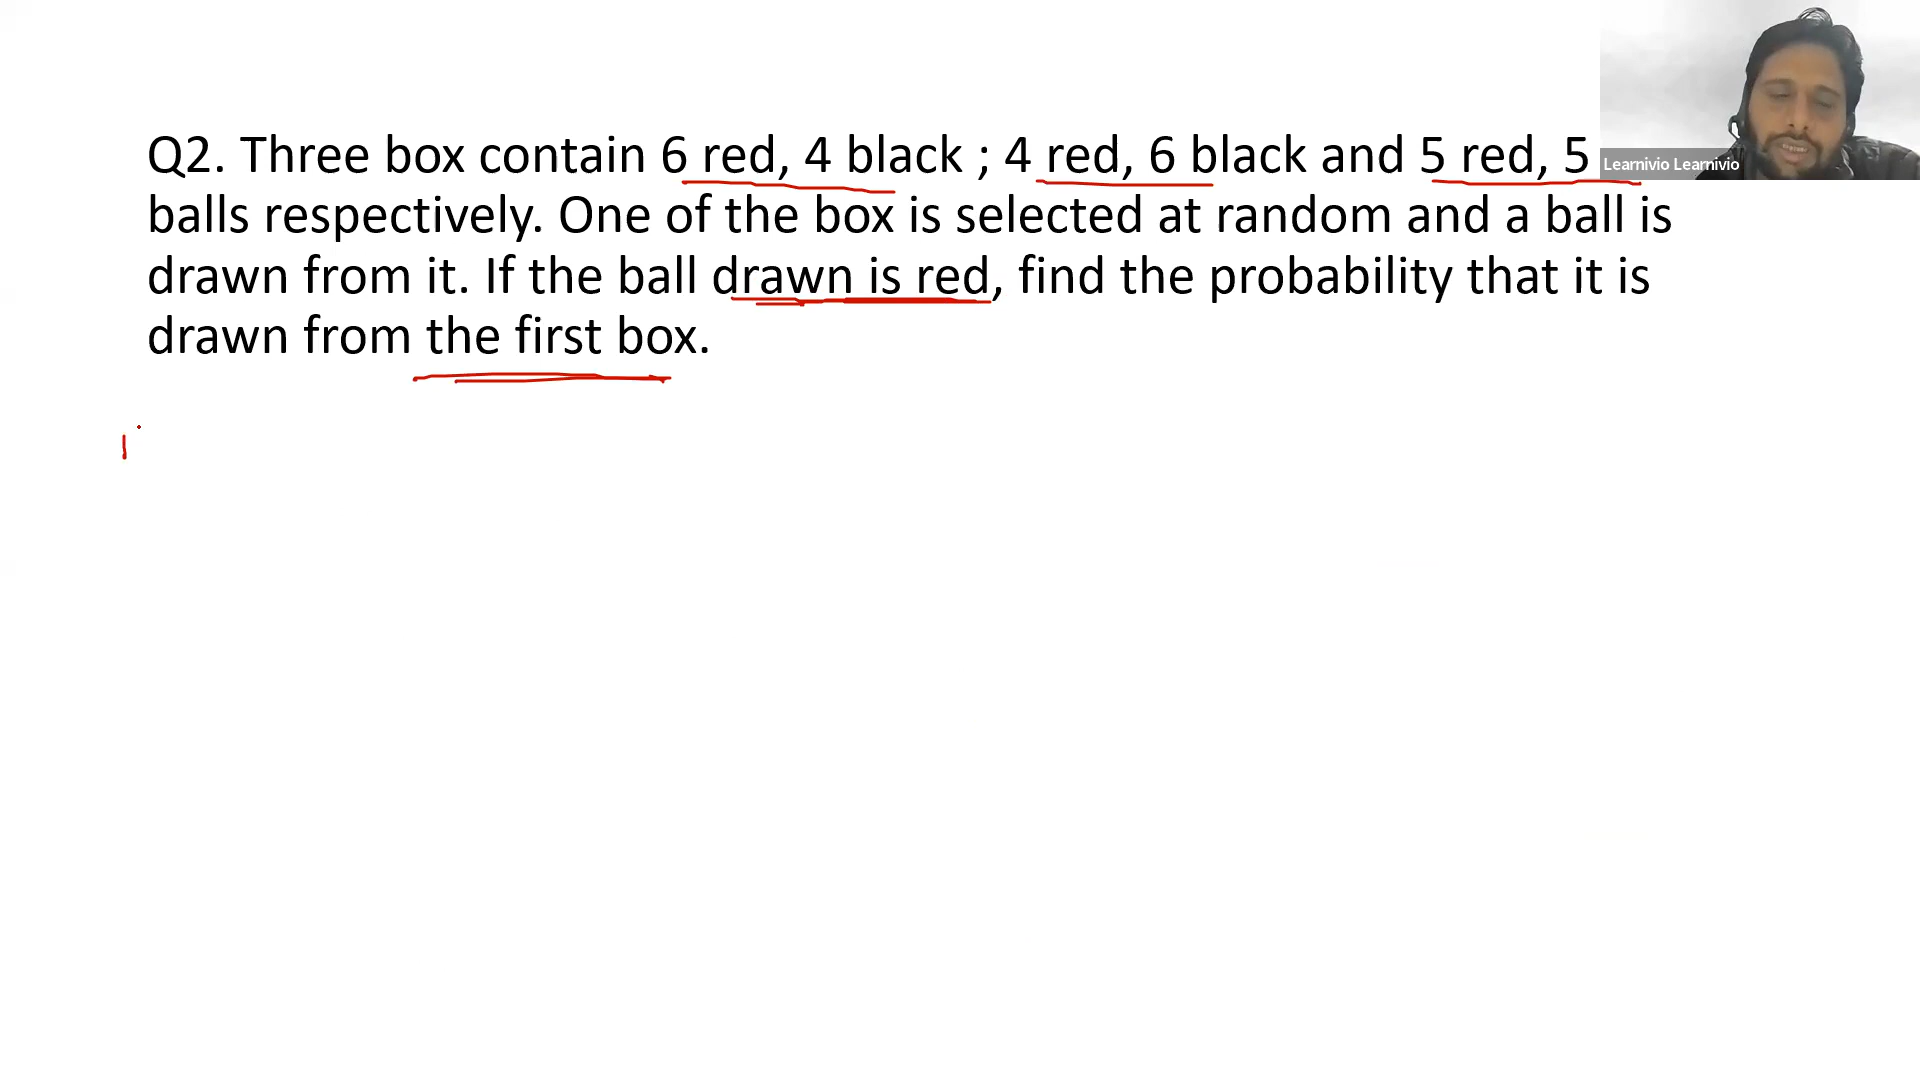 Q2. Three box contain 6 red, 4 black ; 4 red, 6 black and 5 red, 5
Learnivio Learnivio
balls respectively. One of the box is selected at random and a ball is
drawn from it. If the ball drawn is red, find the probability that it is
drawn from the first box.